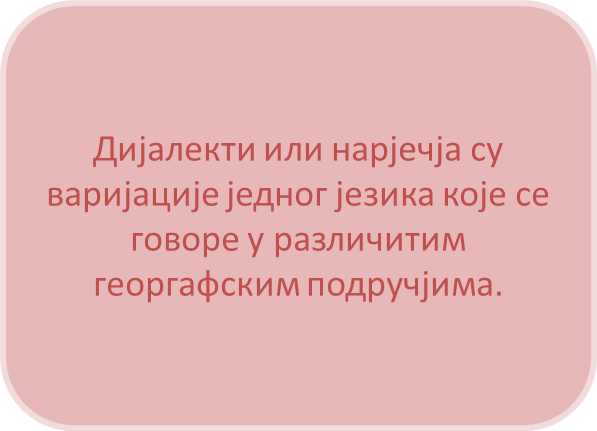 Дијалекти или нарјечја су
варијације једног језика које се
говоре у различитим
георгафским подручјима.